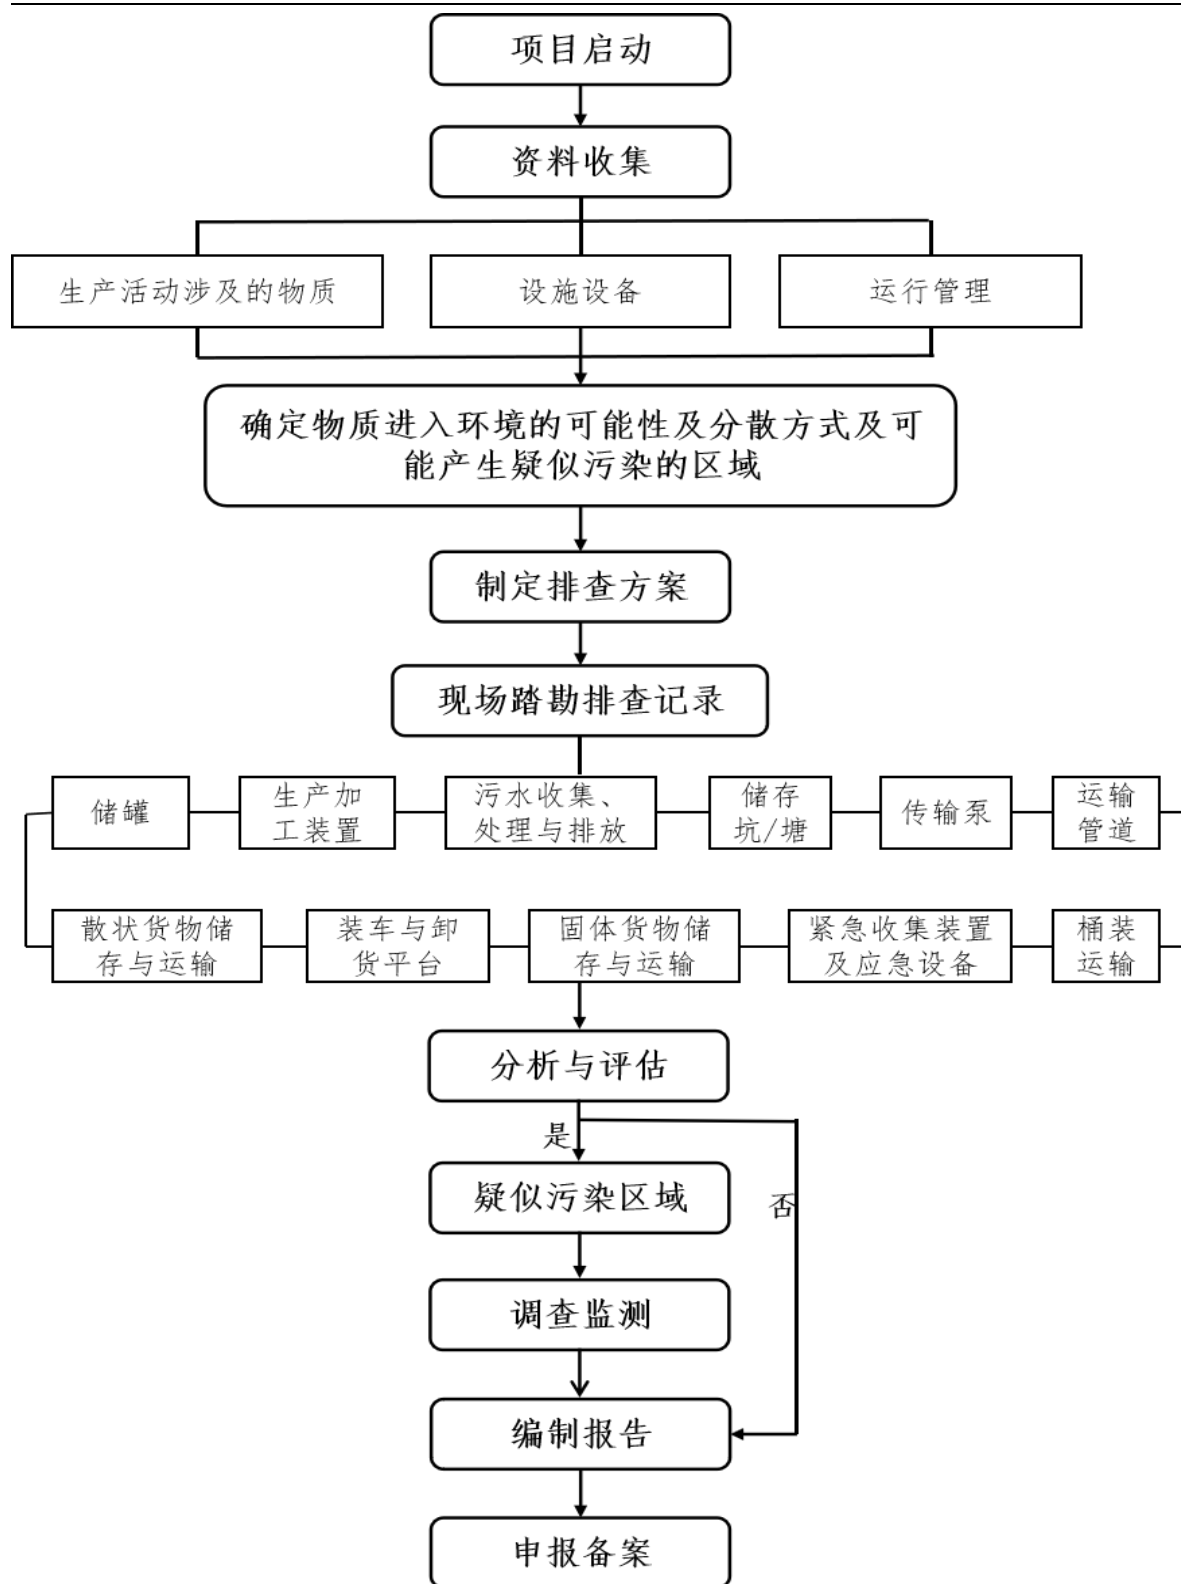 项目启动
资料收集
生产活动涉及的物质
设施设备
运行管理
确定物质进入环境的可能性及分散方式及可
能产生疑似污染的区域
制定排查方案
现场踏勘排查记录
储罐
生产加
工装置
污水收集、
处理与排放
储存
坑/塘
传输泵
运输
管道
散状货物储
存与运输
装车与卸
货平台
固体货物储
存与运输
紧急收集装置
及应急设备
桶装
运输
分析与评估
是
疑似污染区域
否
调查监测
编制报告
申报备案